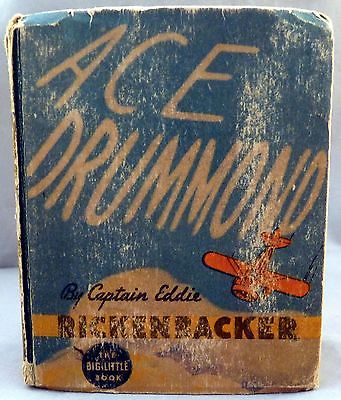 ACE
DRUMMOND
By Captain Eddie
RICKENBACKER
THE
BIG LITTLE
BOOK